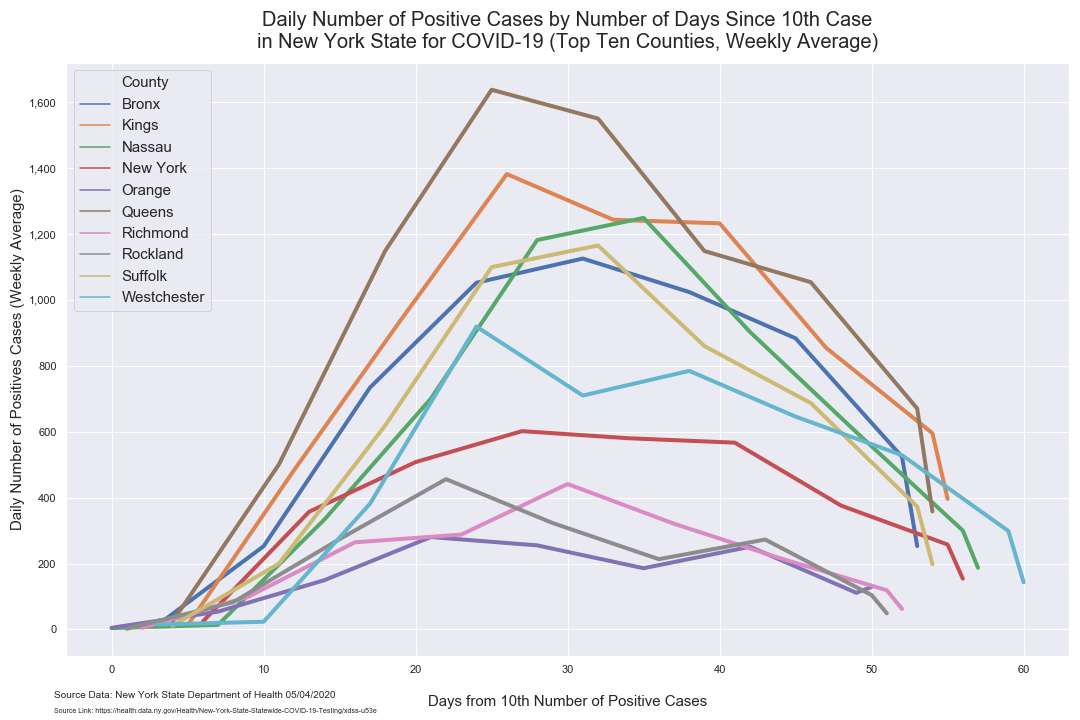 Daily Number of Positive Cases by Number of Days Since 10th Case
in New York State for COVID-19 (Top Ten Counties, Weekly Average)
County
Bronx
Kings
Nassau
New York
Orange
Queens
Richmond
Rockland
Suffolk
Westchester
Daily Number of Positives Cases (Weekly Average)
1,600
1,400
1,200
1,000
800
600
400
200
0
0 10 20 30 40 50 60
Days from 10th Number of Positive Cases
Source Data: New York State Department of Health 05/04/2020
Source Link: https://health.data.ny.gov/Health/New-York-State-Statewide-COVID-19-Testing/xdss-u53e